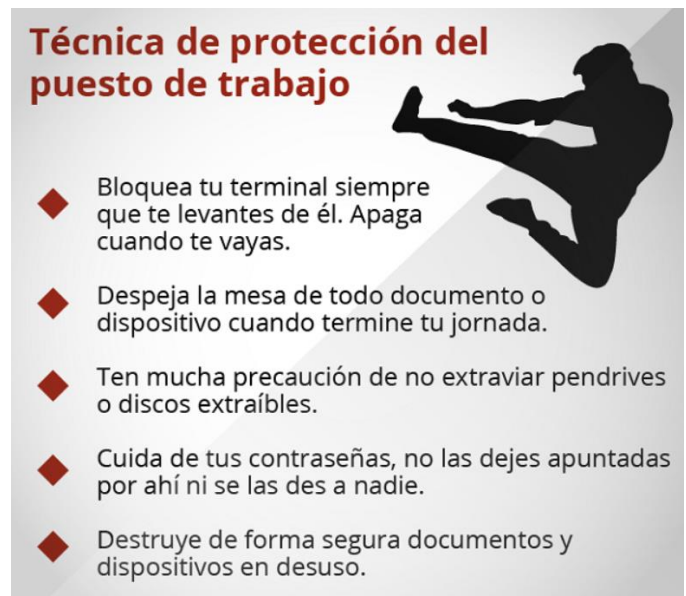 Técnica de protección del
puesto de trabajo
Bloquea tu terminal siempre
que te levantes de él. Apaga
cuando te vayas.
Despeja la mesa de todo documento o
dispositivo cuando termine tu jornada.
Ten mucha precaución de no extraviar pendrives
o discos extraíbles.
Cuida de tus contraseñas, no las dejes apuntadas
por ahí ni se las des a nadie.
Destruye de forma segura documentos y
dispositivos en desuso.